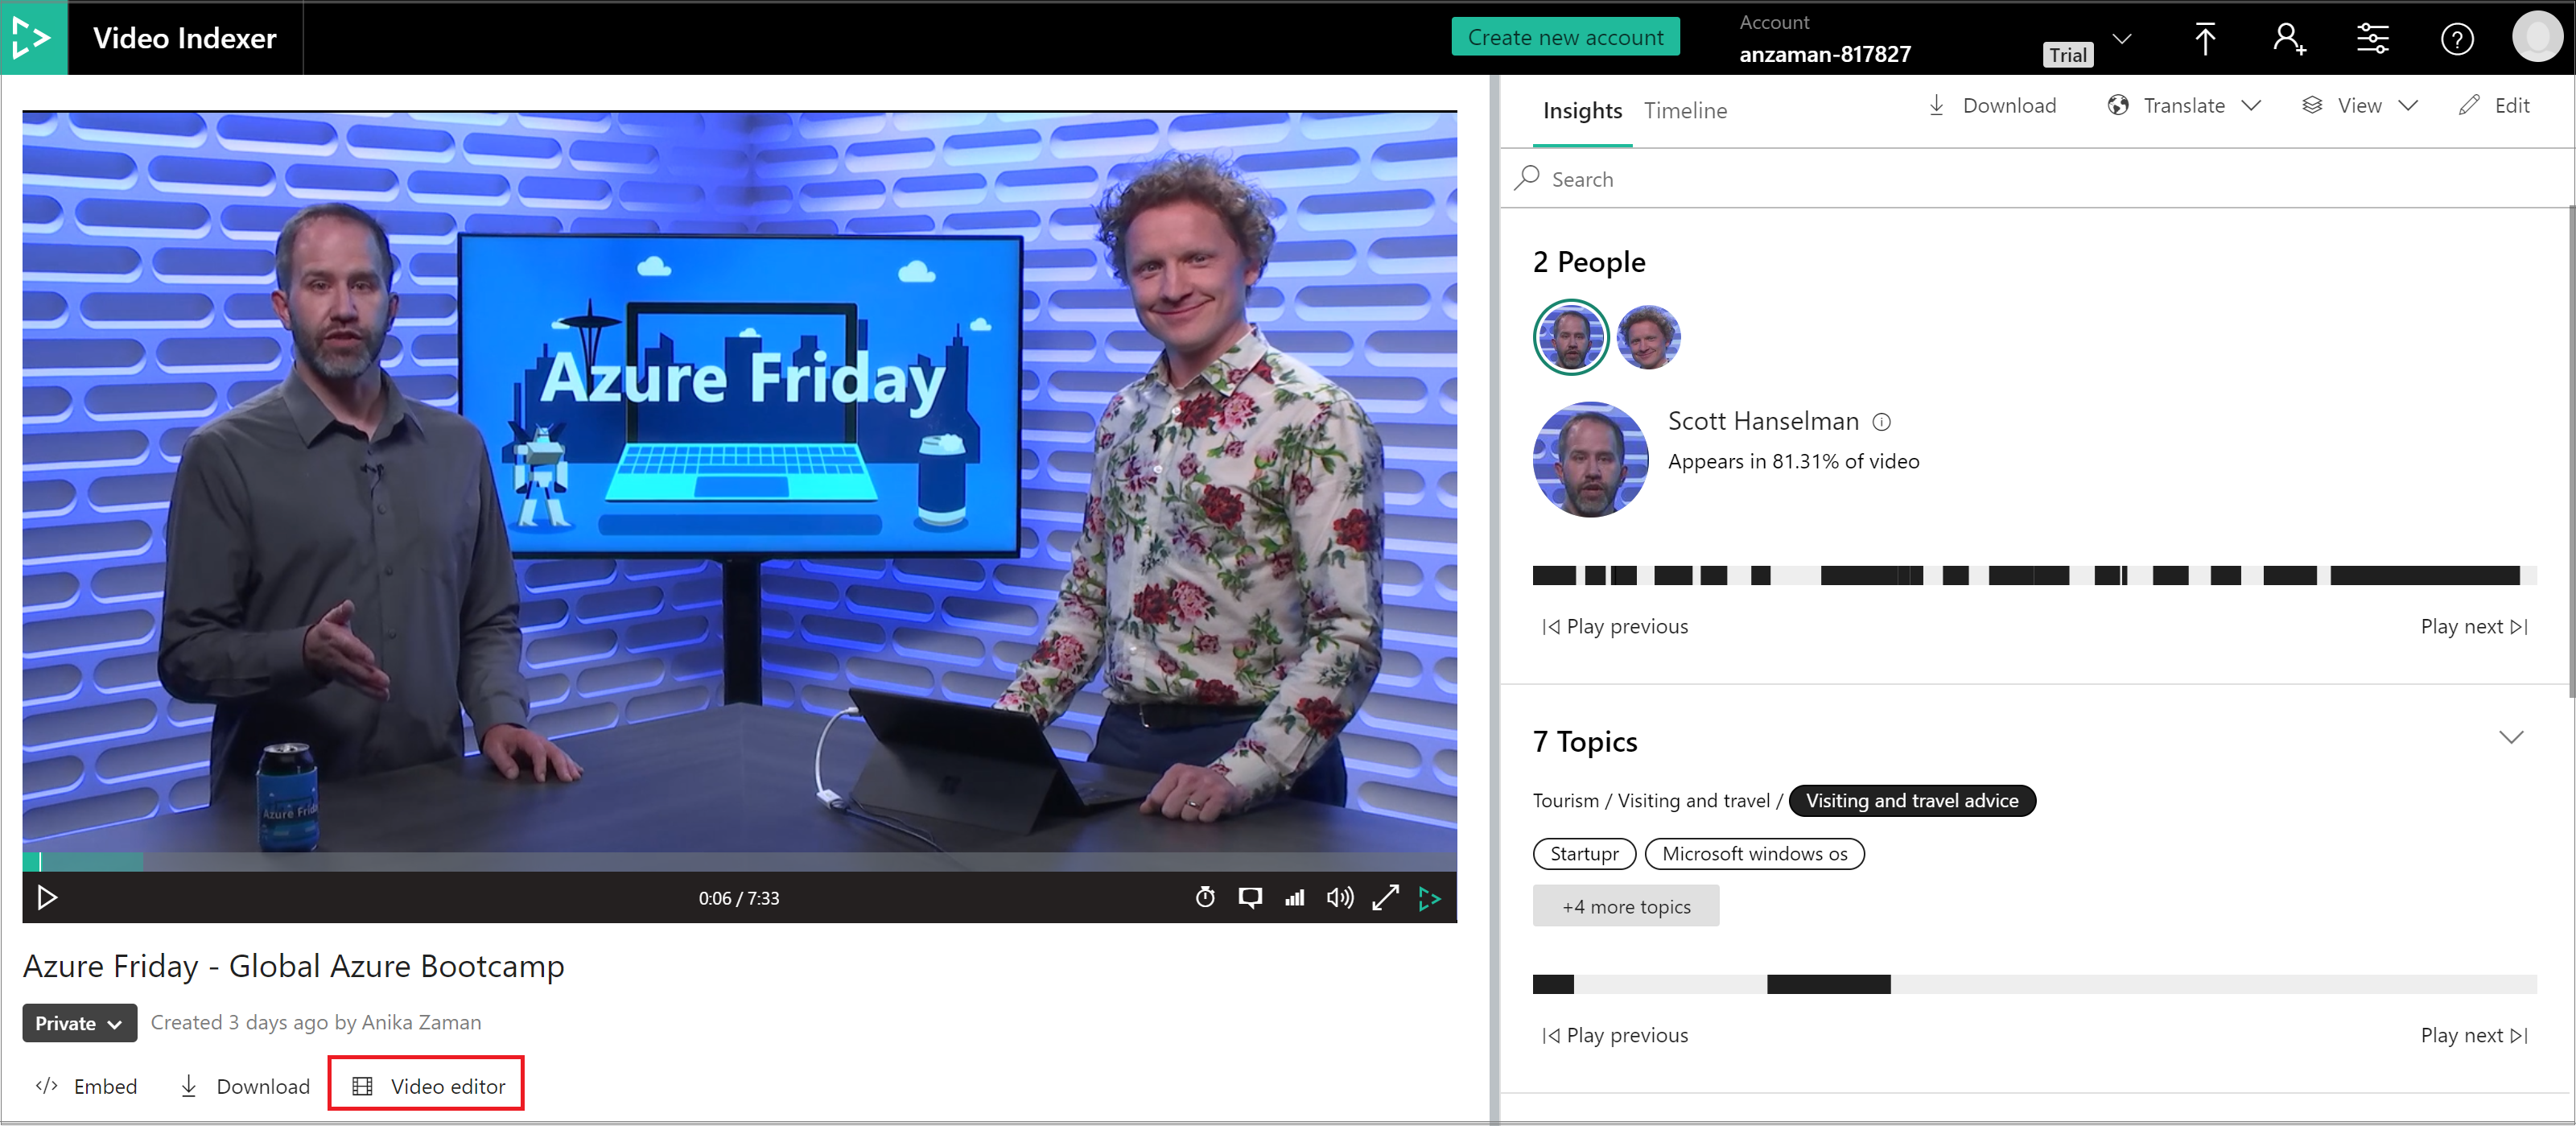 Video Indexer
Create new account
Account
anzaman-817827
Trial
Azure Friday
Azure Frid
0:06 / 7:33
Azure Friday - Global Azure Bootcamp
Private
Created 3 days ago by Anika Zaman
Embed
Download
Video editor
Insights
Timeline
Download
Translate
View
Edit
Search
2 People
Scott Hanselman
Appears in 81.31% of video
Play previous
Play next
7 Topics
Tourism / Visiting and travel / Visiting and travel advice
Startupr
Microsoft windows os
+4 more topics
Play previous
Play next